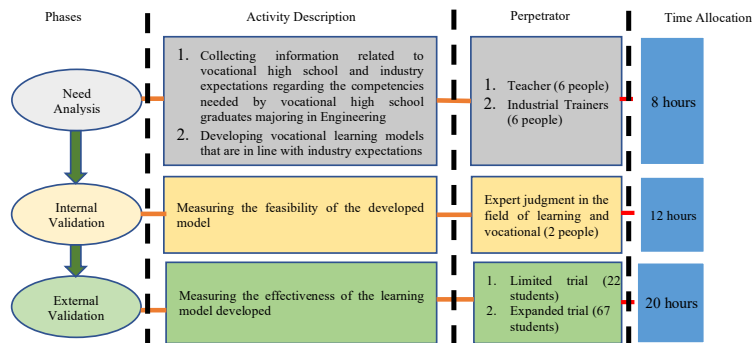 Phases
Activity Description
Perpetrator
Time Allocation
Need
Analysis
1. Collecting information related to
vocational high school and industry
expectations regarding the competencies
needed by vocational high school
graduates majoring in Engineering
2. Developing vocational learning models
that are in line with industry expectations
1. Teacher (6 people)
2. Industrial Trainers
(6 people)
8 hours
Internal
Validation
Measuring the feasibility of the developed
model
Expert judgment in the
field of learning and
vocational (2 people)
12 hours
External
Validation
Measuring the effectiveness of the learning
model developed
1. Limited trial (22
students)
2. Expanded trial (67
students)
20 hours